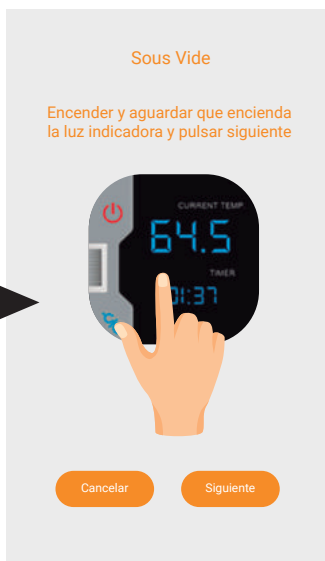 Sous Vide
Encender y aguardar que encienda
la luz indicadora y pulsar siguiente
CURRENT TEMP.
64.5
TIMER
01:37
Cancelar
Siguiente